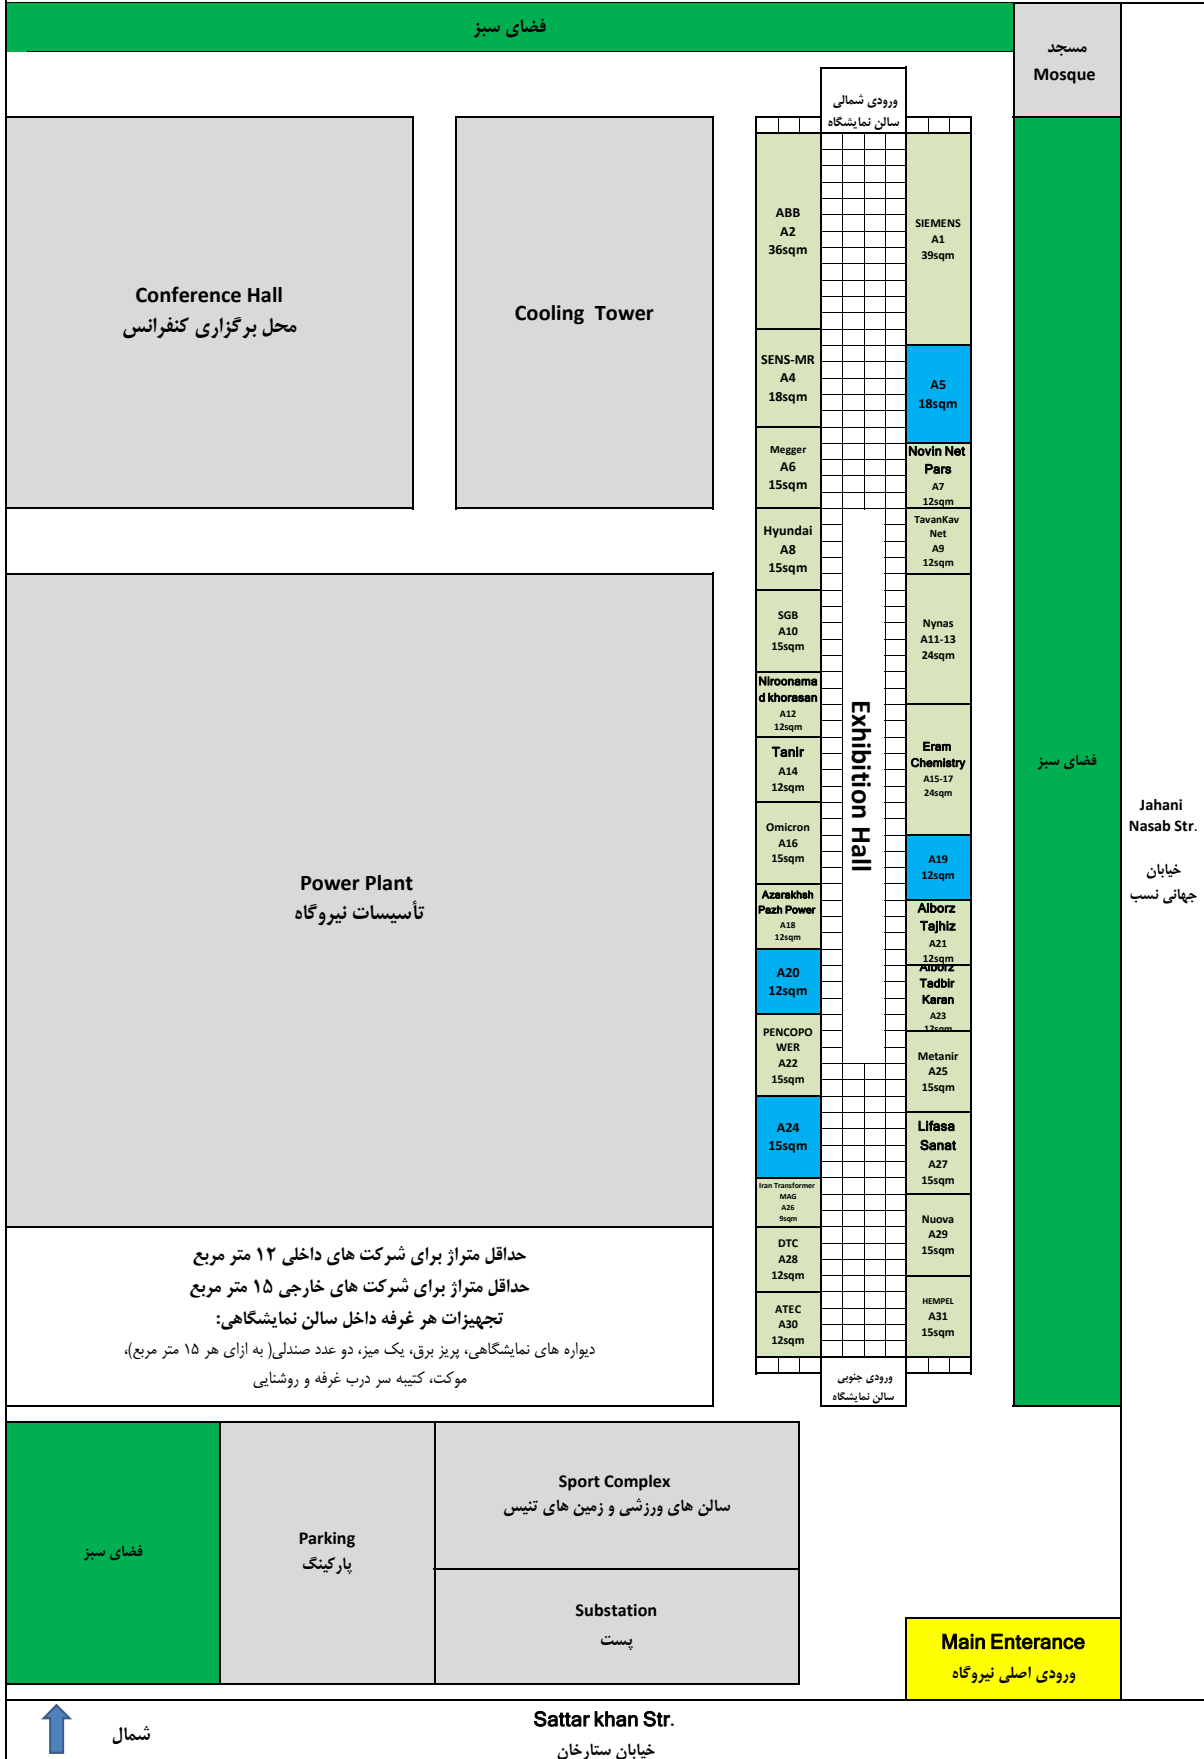 فضای سبز
مسجد
Mosque
ورودی شمالی
سالن نمایشگاه
Conference Hall
محل برگزاری کنفرانس
Cooling Tower
ABB
A2
36sqm
SIEMENS
A1
39sqm
SENS-MR
A4
18sqm
A5
18sqm
Megger
A6
15sqm
Novin Net
Pars
A7
12sqm
Hyundai
A8
15sqm
TavanKav
Net
A9
12sqm
SGB
A10
15sqm
Nynas
A11-13
24sqm
Niroonama
d khorasan
A12
12sqm
Tanir
A14
12sqm
Eram
Chemistry
A15-17
24sqm
Omicron
A16
15sqm
A19
12sqm
Azarakhsh
Pazh Power
A18
12sqm
Alborz
Tajhiz
A21
12sqm
A20
12sqm
Alborz
Tadbir
Karan
A23
12sqm
PENCOPO
WER
A22
15sqm
Metanir
A25
15sqm
A24
15sqm
Lifasa
Sanat
A27
15sqm
Iran Transformer
MAG
A26
9sqm
Nuova
A29
15sqm
DTC
A28
12sqm
ATEC
A30
12sqm
HEMPEL
A31
15sqm
Exhibition Hall
ورودی جنوبی
سالن نمایشگاه
فضای سبز
Jahani
Nasab Str.
خیابان
جهانی نسب
Power Plant
تأسیسات نیروگاه
حداقل متراژ برای شرکت های داخلی ۱۲ متر مربع
حداقل متراژ برای شرکت های خارجی ۱۵ متر مربع
تجهیزات هر غرفه داخل سالن نمایشگاهی:
دیواره های نمایشگاهی، پریز برق، یک میز، دو عدد صندلی( به ازای هر ۱۵ متر مربع)،
موکت، کتیبه سر درب غرفه و روشنایی
فضای سبز
Parking
پارکینگ
Sport Complex
سالن های ورزشی و زمین های تنیس
Substation
پست
Main Enterance
ورودی اصلی نیروگاه
شمال
Sattar khan Str.
خیابان ستارخان